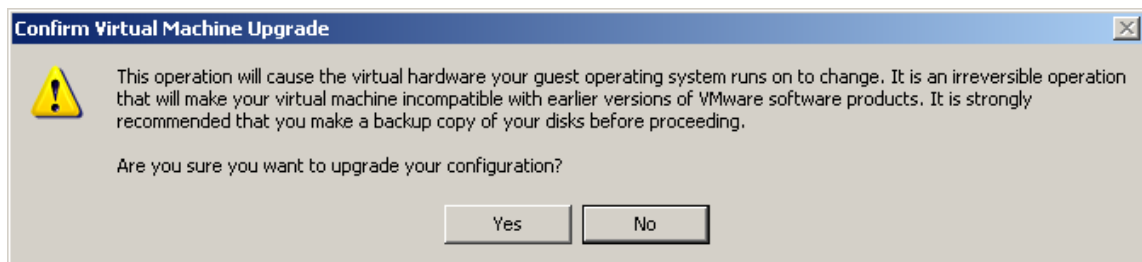 Confirm Virtual Machine Upgrade
This operation will cause the virtual hardware your guest operating system runs on to change. It is an irreversible operation
that will make your virtual machine incompatible with earlier versions of VMware software products. It is strongly
recommended that you make a backup copy of your disks before proceeding.
Are you sure you want to upgrade your configuration?
Yes No